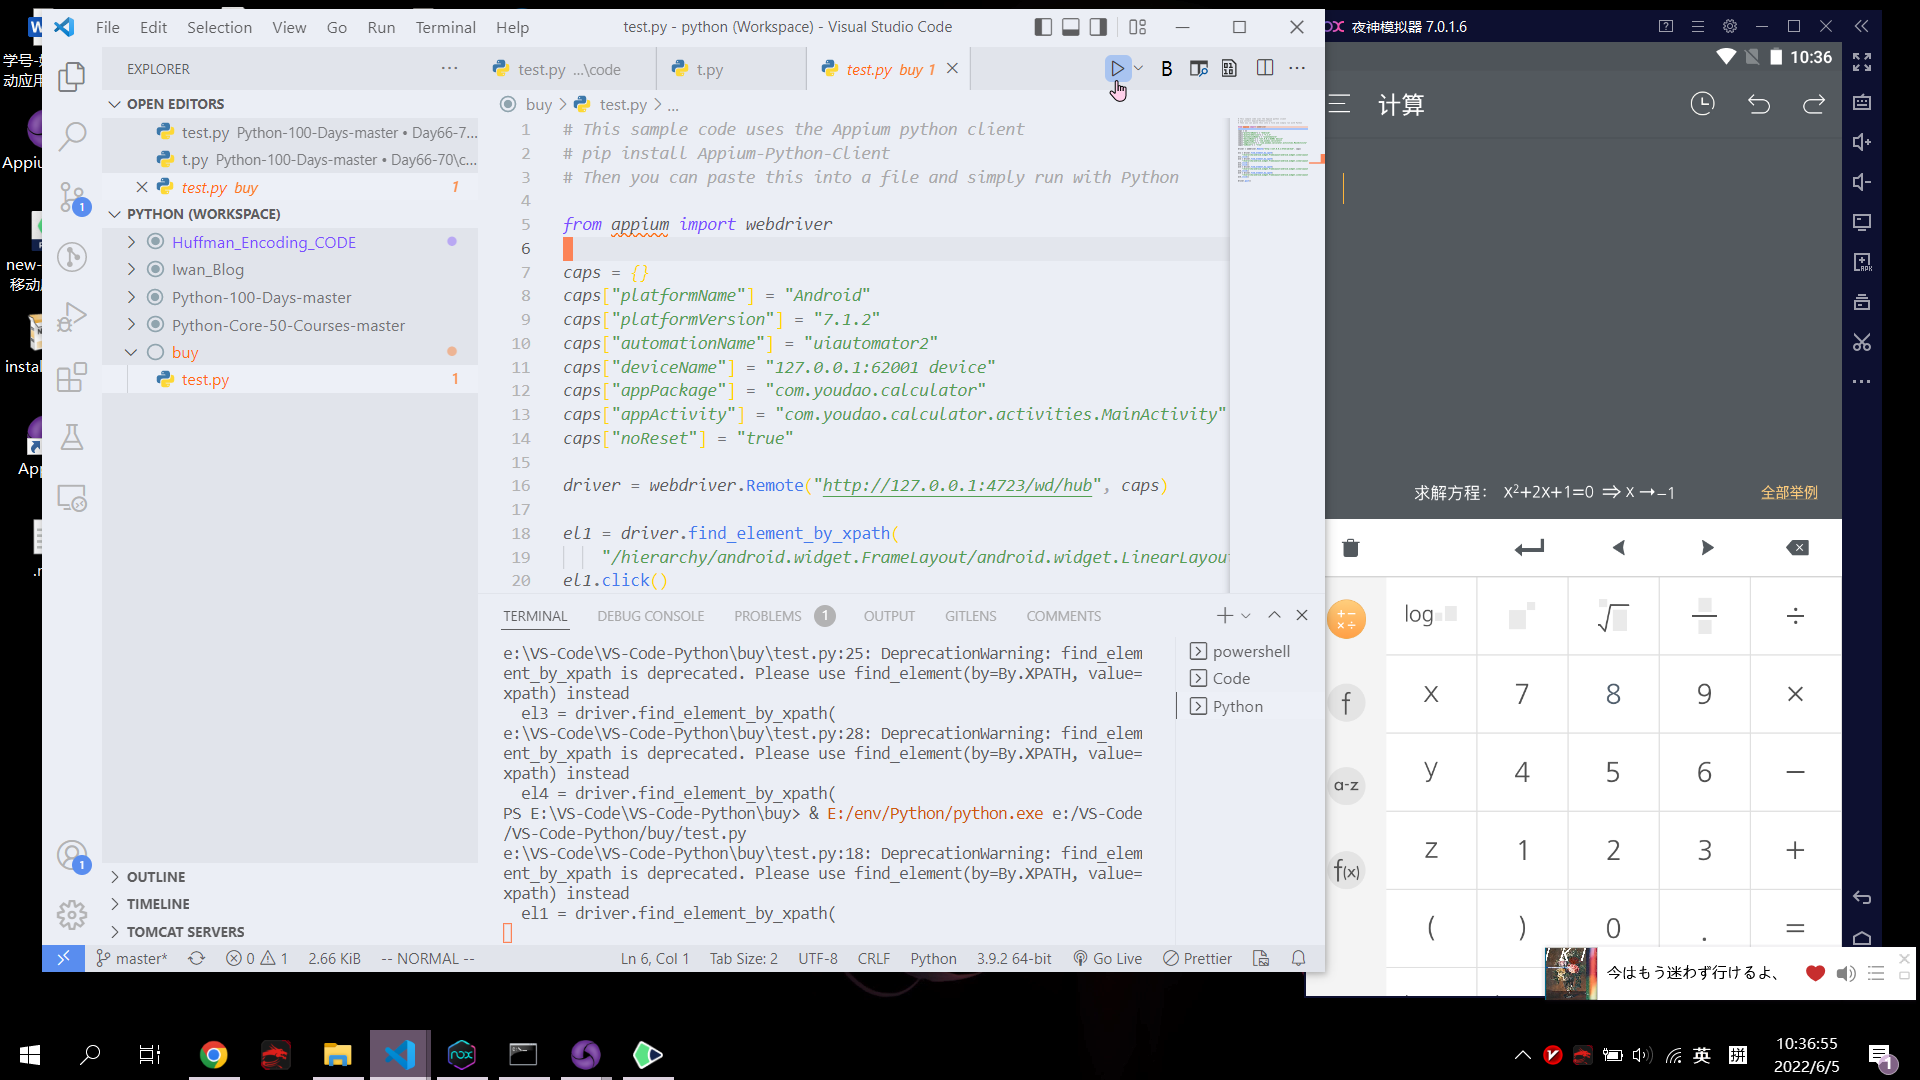 File Edit Selection View Go Run Terminal Help
test.py - python (Workspace) - Visual Studio Code
EXPLORER
test.py ...\code
t.py
test.py buy 1
OPEN EDITORS
test.py Python-100-Days-master • Day66-7...
t.py Python-100-Days-master • Day66-70\c...
test.py buy 1
PYTHON (WORKSPACE)
Huffman_Encoding_CODE
Iwan_Blog
Python-100-Days-master
Python-Core-50-Courses-master
buy
test.py 1
OUTLINE
TIMELINE
TOMCAT SERVERS
buy > test.py > ...
1 # This sample code uses the Appium python client
2 # pip install Appium-Python-Client
3 # Then you can paste this into a file and simply run with Python
4
5 from appium import webdriver
6
7 caps = {}
8 caps["platformName"] = "Android"
9 caps["platformVersion"] = "7.1.2"
10 caps["automationName"] = "uiautomator2"
11 caps["deviceName"] = "127.0.0.1:62001 device"
12 caps["appPackage"] = "com.youdao.calculator"
13 caps["appActivity"] = "com.youdao.calculator.activities.MainActivity"
14 caps["noReset"] = "true"
15
16 driver = webdriver.Remote("http://127.0.0.1:4723/wd/hub", caps)
17
18 el1 = driver.find_element_by_xpath(
19 "/hierarchy/android.widget.FrameLayout/android.widget.LinearLayou
20 el1.click()
TERMINAL DEBUG CONSOLE PROBLEMS 1 OUTPUT GITLENS COMMENTS
e:\VS-Code\VS-Code-Python\buy\test.py:25: DeprecationWarning: find_elem
ent_by_xpath is deprecated. Please use find_element(by=By.XPATH, value=
xpath) instead
el3 = driver.find_element_by_xpath(
e:\VS-Code\VS-Code-Python\buy\test.py:28: DeprecationWarning: find_elem
ent_by_xpath is deprecated. Please use find_element(by=By.XPATH, value=
xpath) instead
el4 = driver.find_element_by_xpath(
PS E:\VS-Code\VS-Code-Python\buy> & E:/env/Python/python.exe e:/VS-Code
/VS-Code-Python/buy/test.py
e:\VS-Code\VS-Code-Python\buy\test.py:18: DeprecationWarning: find_elem
ent_by_xpath is deprecated. Please use find_element(by=By.XPATH, value=
xpath) instead
el1 = driver.find_element_by_xpath(
powershell
Code
Python
master* 0 1 2.66 KiB -- NORMAL -- Ln 6, Col 1 Tab Size: 2 UTF-8 CRLF Python 3.9.2 64-bit Go Live Prettier
夜神模拟器 7.0.1.6
10:36
计算
求解方程： x²+2x+1=0 ⇒x→-1 全部举例
log √ ÷
x 7 8 9 ×
f
y 4 5 6 −
a-z
z 1 2 3 +
f(x)
( ) 0 . =
今はもう迷わず行けるよ、
英 拼
10:36:55
2022/6/5
1